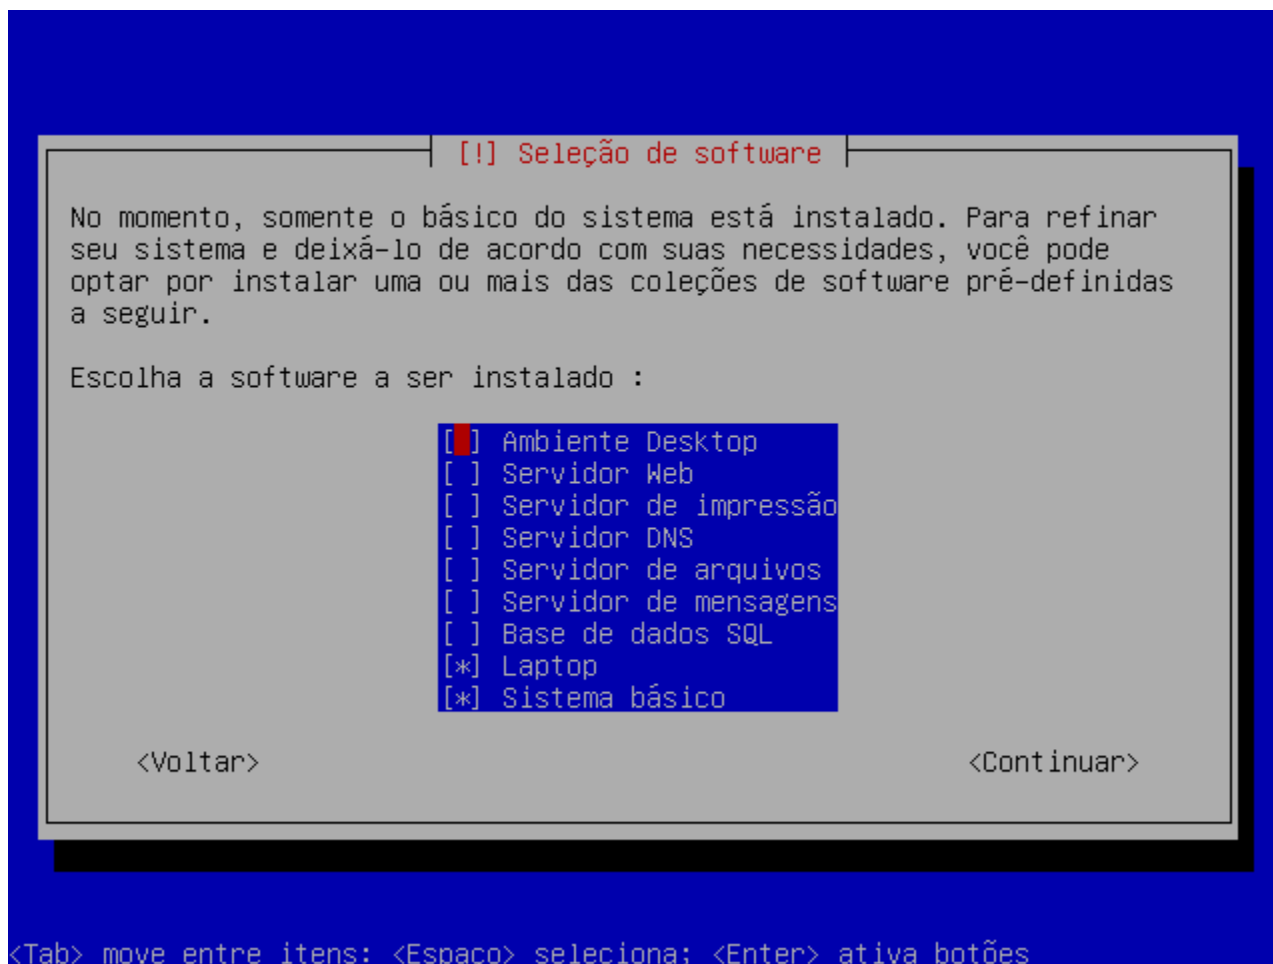 [!] Seleção de software
No momento, somente o básico do sistema está instalado. Para refinar
seu sistema e deixá-lo de acordo com suas necessidades, você pode
optar por instalar uma ou mais das coleções de software pré-definidas
a seguir.
Escolha a software a ser instalado :
[ ] Ambiente Desktop
[ ] Servidor Web
[ ] Servidor de impressão
[ ] Servidor DNS
[ ] Servidor de arquivos
[ ] Servidor de mensagens
[ ] Base de dados SQL
[*] Laptop
[*] Sistema básico
<Voltar> <Continuar>
<Tab> move entre itens: <Espaço> seleciona; <Enter> ativa botões